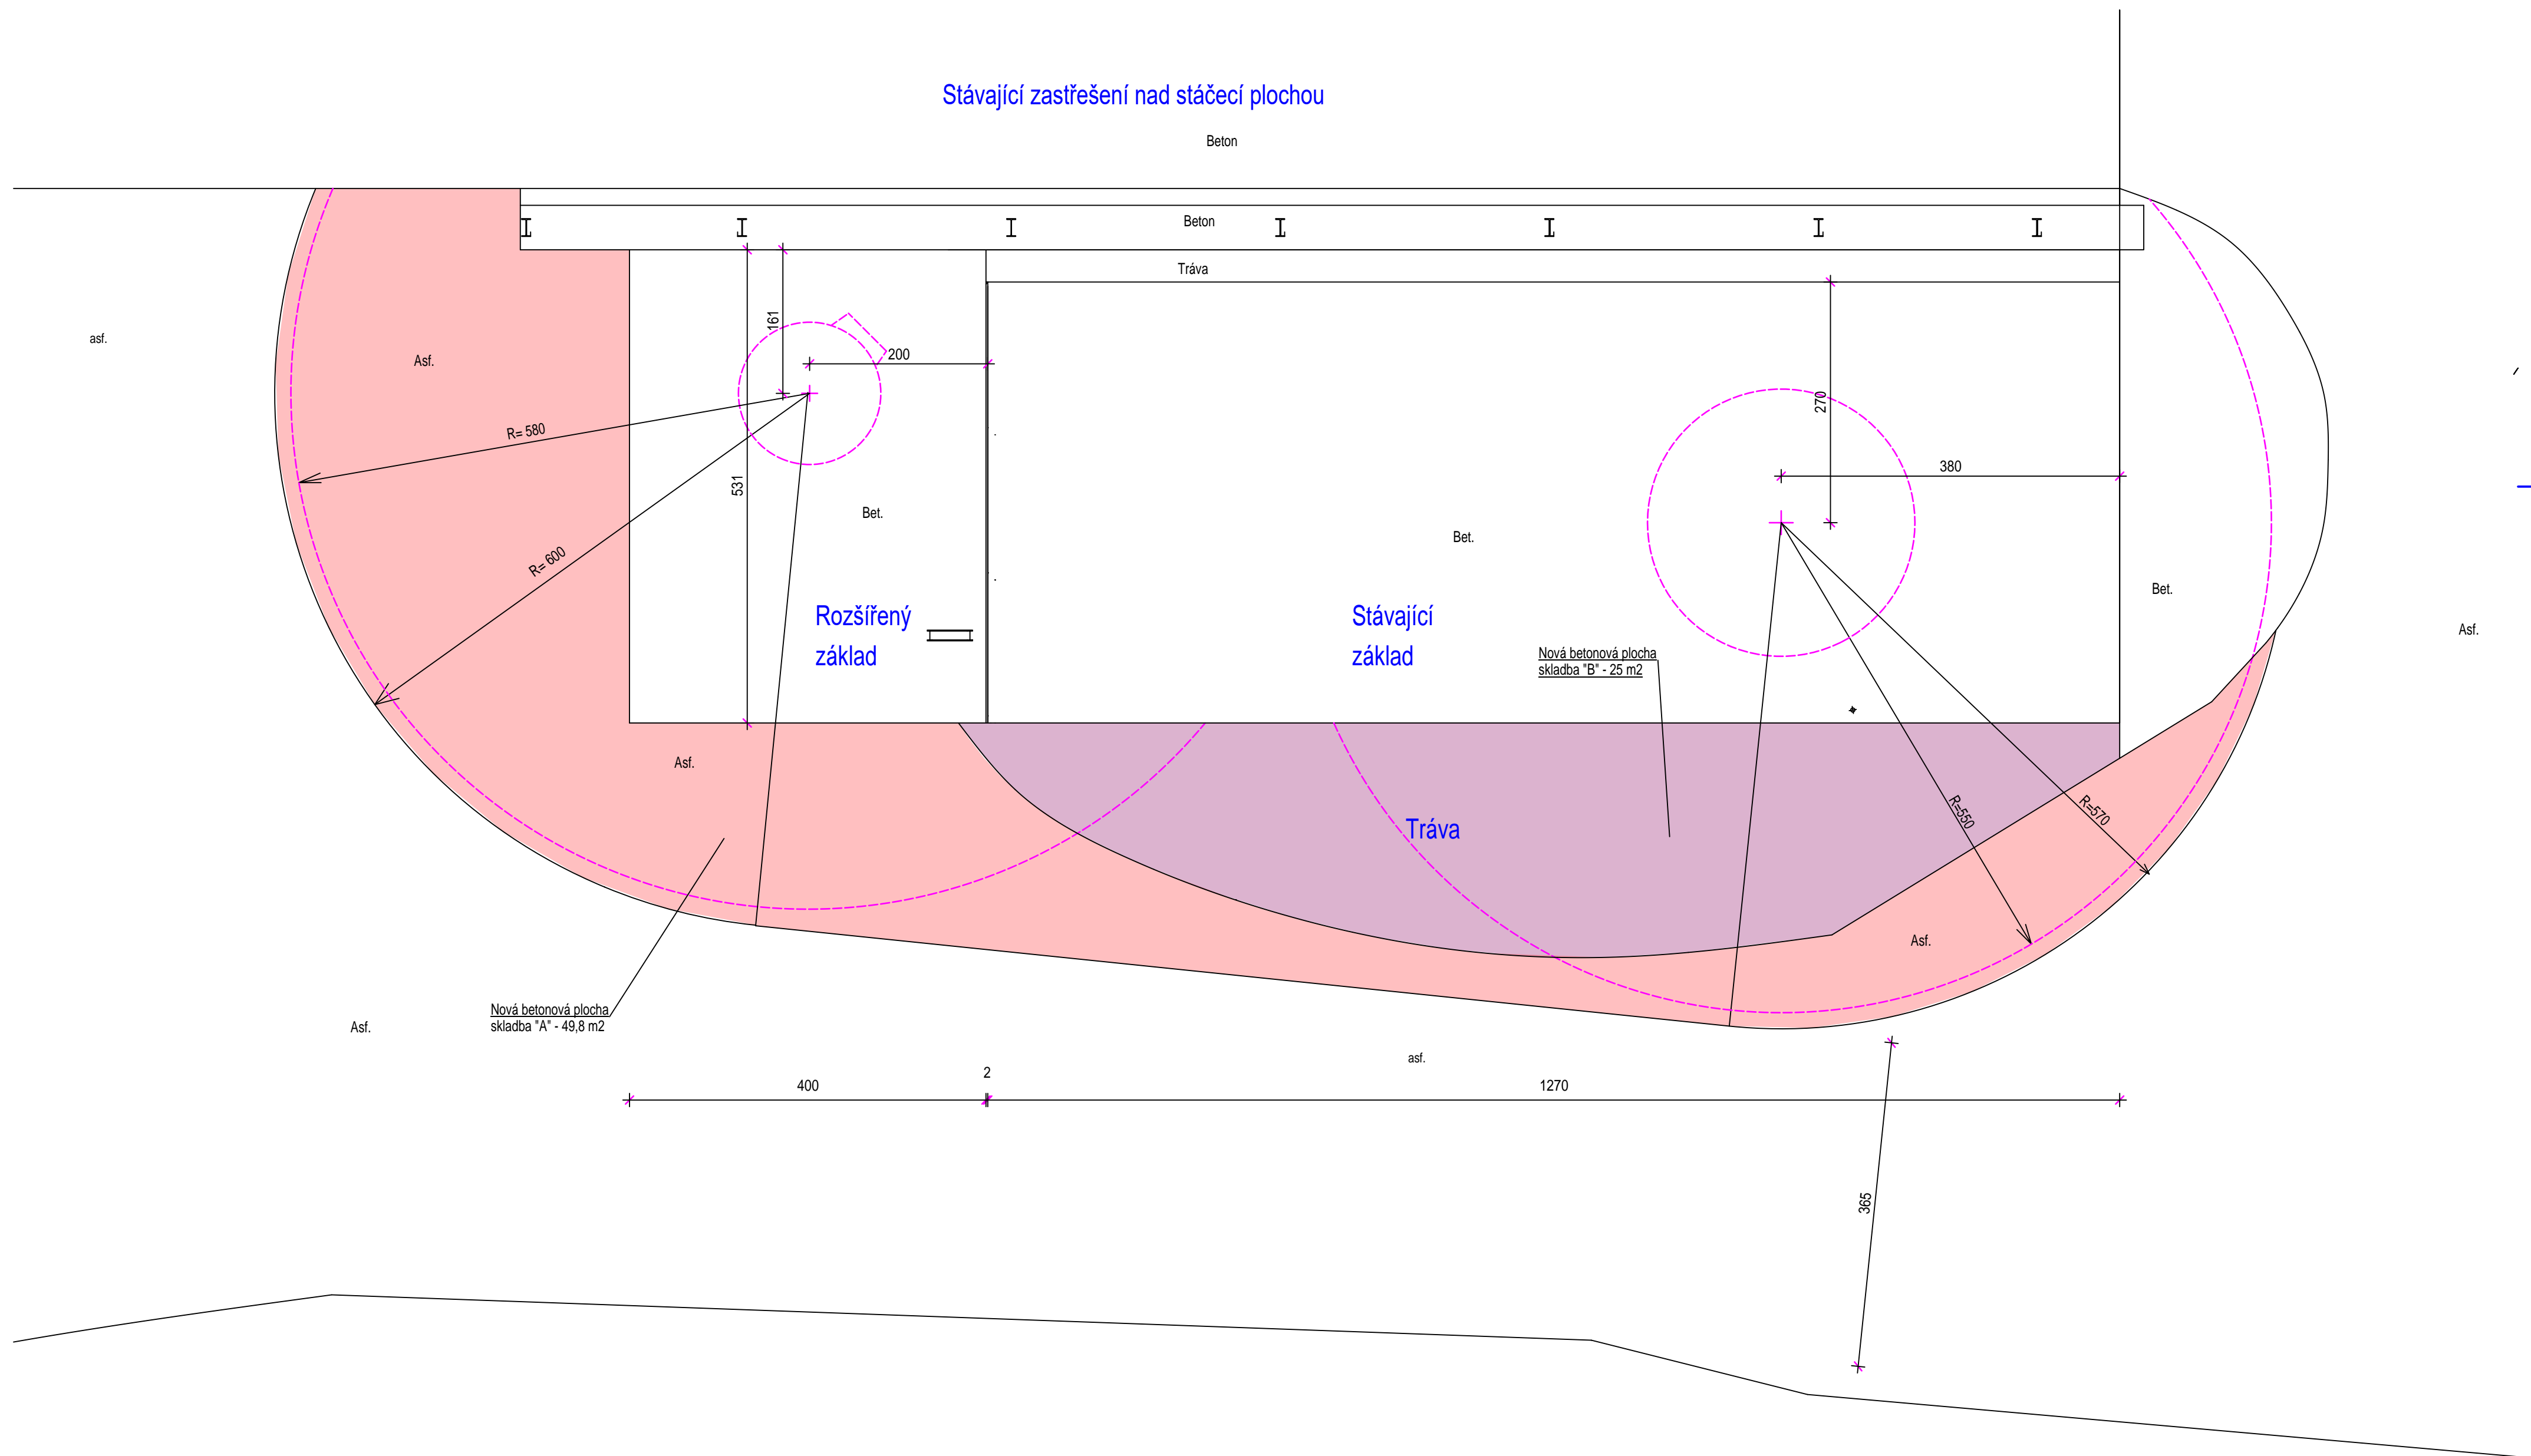 Stávající zastřešení nad stáčecí plochou
Beton
Beton
Tráva
161
200
asf.
Asf.
270
R= 580
380
531
Bet.
Bet.
R= 600
Bet.
Rozšířený
základ
Stávající
základ
Asf.
Nová betonová plocha
skladba "B" - 25 m2
Asf.
R=550
R=570
Tráva
Asf.
Nová betonová plocha
skladba "A" - 49,8 m2
Asf.
asf.
2
400
1270
365